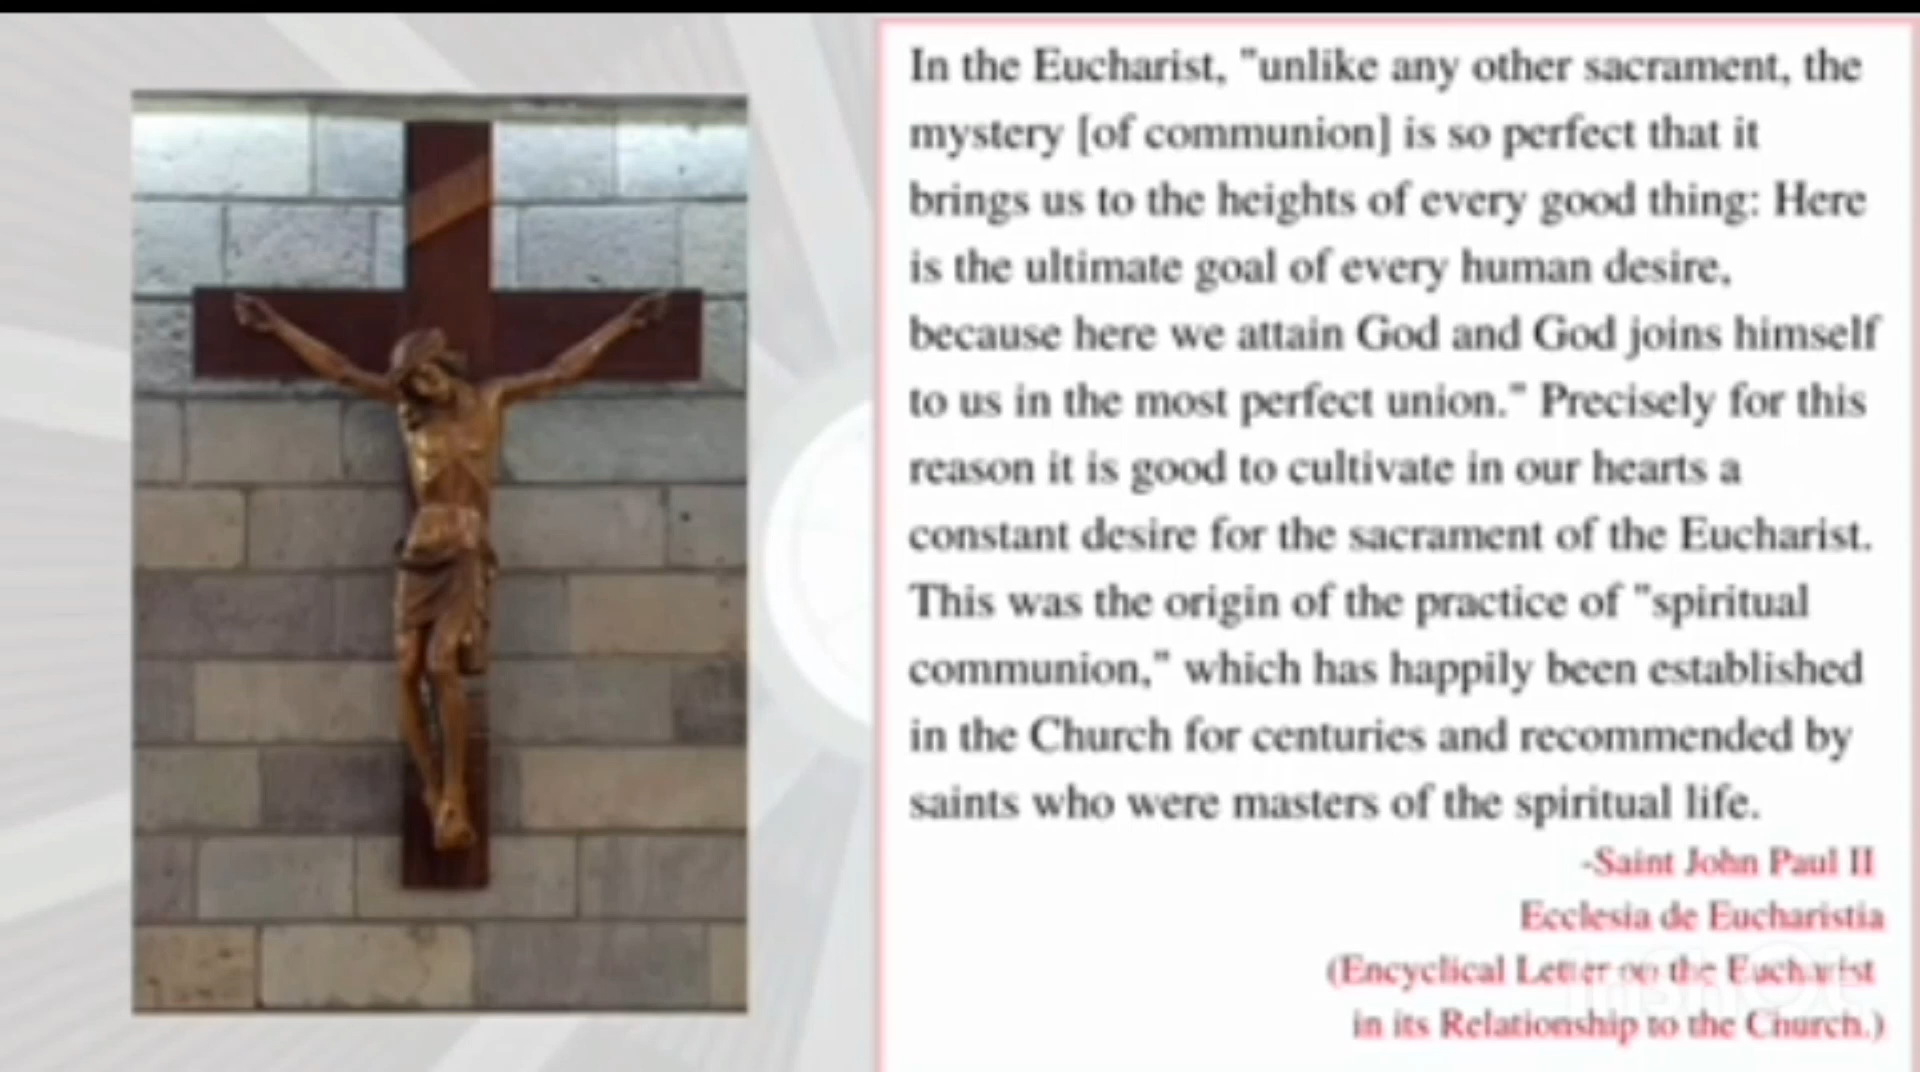 In the Eucharist, "unlike any other sacrament, the
mystery [of communion] is so perfect that it
brings us to the heights of every good thing: Here
is the ultimate goal of every human desire,
because here we attain God and God joins himself
to us in the most perfect union." Precisely for this
reason it is good to cultivate in our hearts a
constant desire for the sacrament of the Eucharist.
This was the origin of the practice of "spiritual
communion," which has happily been established
in the Church for centuries and recommended by
saints who were masters of the spiritual life.
-Saint John Paul II
Ecclesia de Eucharistia
(Encyclical Letter on the Eucharist
in its Relationship to the Church.)
InShOt